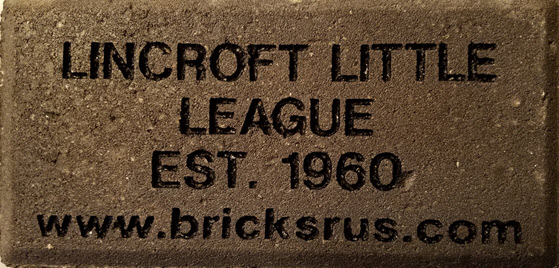 LINCROFT LITTLE
LEAGUE
EST. 1960
www.bricksrus.com